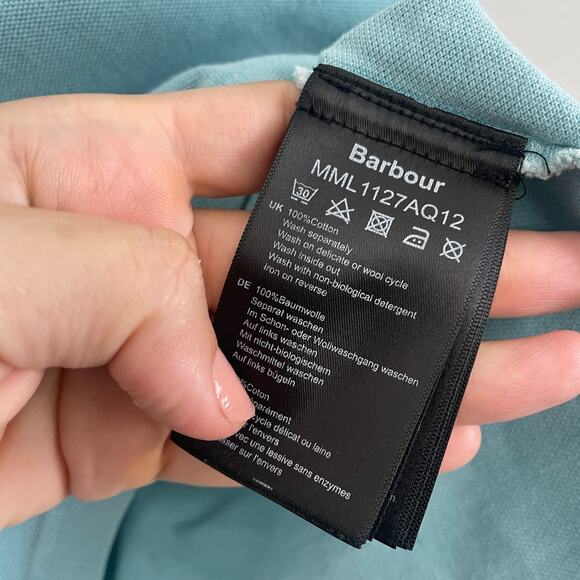 Barbour
MML1127AQ12
30
UK 100%Cotton
Wash separately
Wash on delicate or wool cycle
Wash inside out
Wash with non-biological detergent
Iron on reverse
DE 100%Baumwolle
Separat waschen
Im Schon- oder Wollwaschgang waschen
Auf links waschen
Mit nicht-biologischem
Waschmittel waschen
Auf links bügeln
%Coton
parément
cycle délicat ou laine
r l'envers
avec une lessive sans enzymes
sser sur l'envers